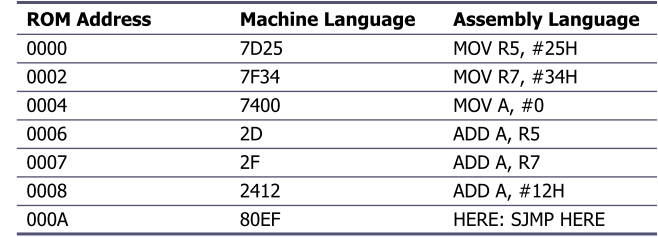 ROM Address Machine Language Assembly Language
0000 7D25 MOV R5, #25H
0002 7F34 MOV R7, #34H
0004 7400 MOV A, #0
0006 2D ADD A, R5
0007 2F ADD A, R7
0008 2412 ADD A, #12H
000A 80EF HERE: SJMP HERE